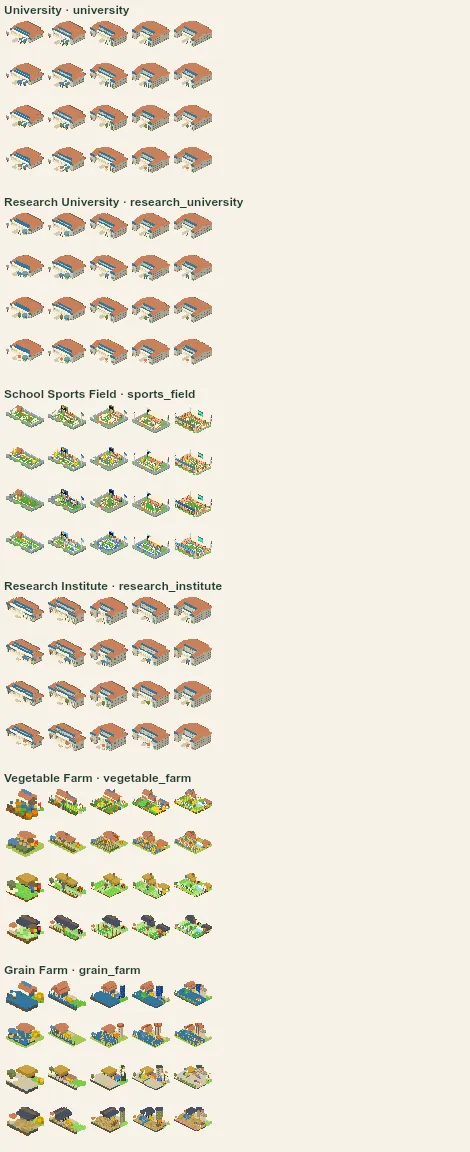 University · university
Research University · research_university
School Sports Field · sports_field
Research Institute · research_institute
Vegetable Farm · vegetable_farm
Grain Farm · grain_farm